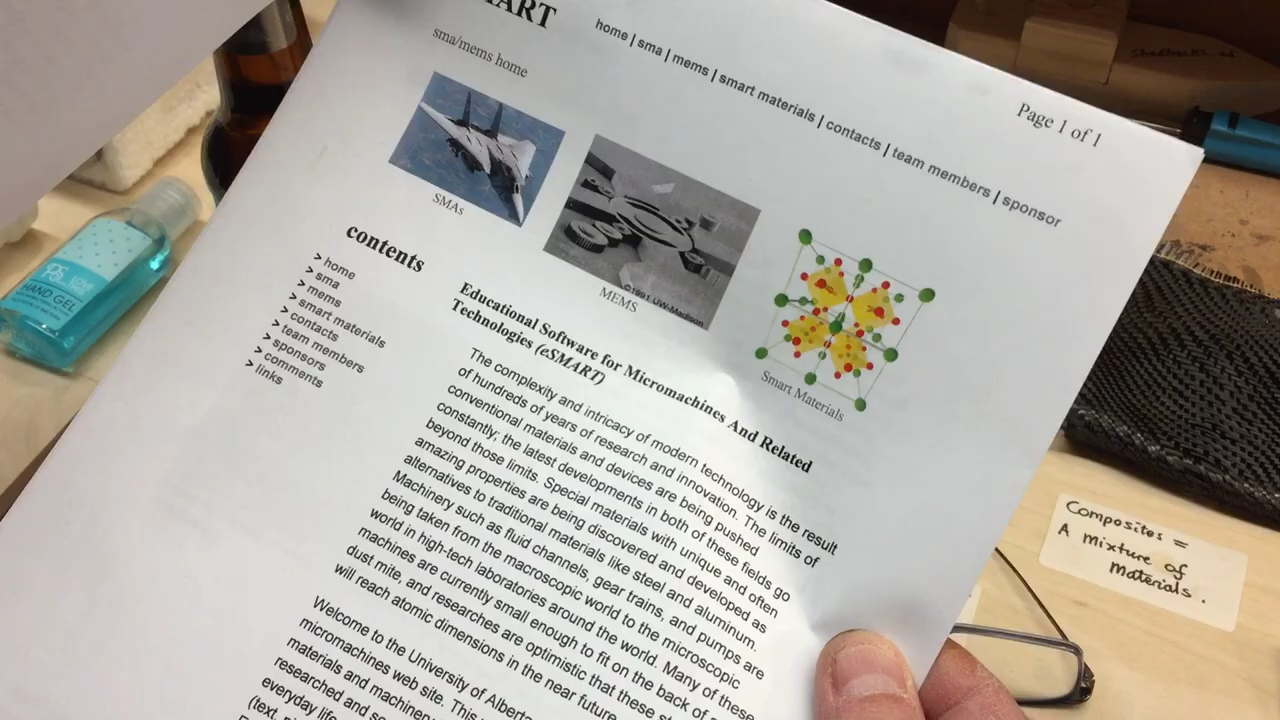 MART
home | sma | mems | smart materials | contacts | team members | sponsor
sma/mems home
Page 1 of 1
SMAs
©1991 UW-Madison
MEMS
Smart Materials
contents
> home
> sma
> mems
> smart materials
> contacts
> team members
> sponsors
> comments
> links
Educational Software for Micromachines And Related
Technologies (eSMART)
The complexity and intricacy of modern technology is the result
of hundreds of years of research and innovation. The limits of
conventional materials and devices are being pushed
constantly; the latest developments in both of these fields go
beyond those limits. Special materials with unique and often
amazing properties are being discovered and developed as
alternatives to traditional materials like steel and aluminum.
Machinery such as fluid channels, gear trains, and pumps are
being taken from the macroscopic world to the microscopic
world in high-tech laboratories around the world. Many of these
machines are currently small enough to fit on the back of a
dust mite, and researches are optimistic that these
will reach atomic dimensions in the near future
Welcome to the University of Alberta
micromachines web site. This
materials and machinery
researched and
everyday life
(text,
HAND GEL
Composites =
A mixture of
materials.